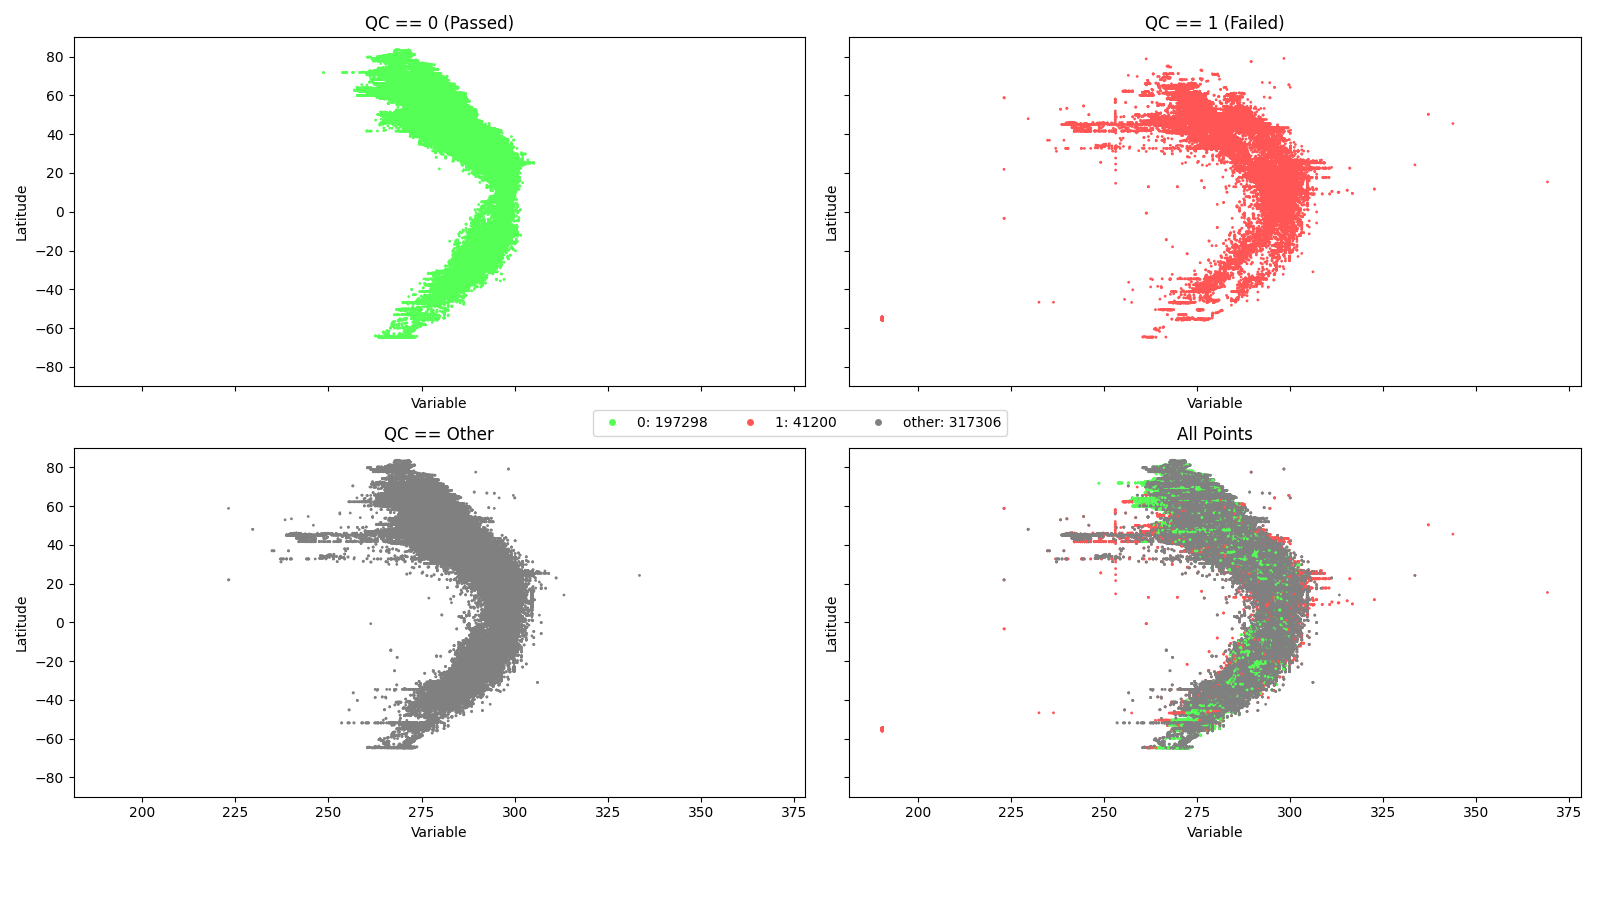 QC == 0 (Passed)
QC == 1 (Failed)
80
60
40
20
0
−20
−40
−60
−80
Latitude
Latitude
Variable
Variable
0: 197298 1: 41200 other: 317306
QC == Other
All Points
80
60
40
20
0
−20
−40
−60
−80
Latitude
Latitude
200 225 250 275 300 325 350 375
200 225 250 275 300 325 350 375
Variable
Variable